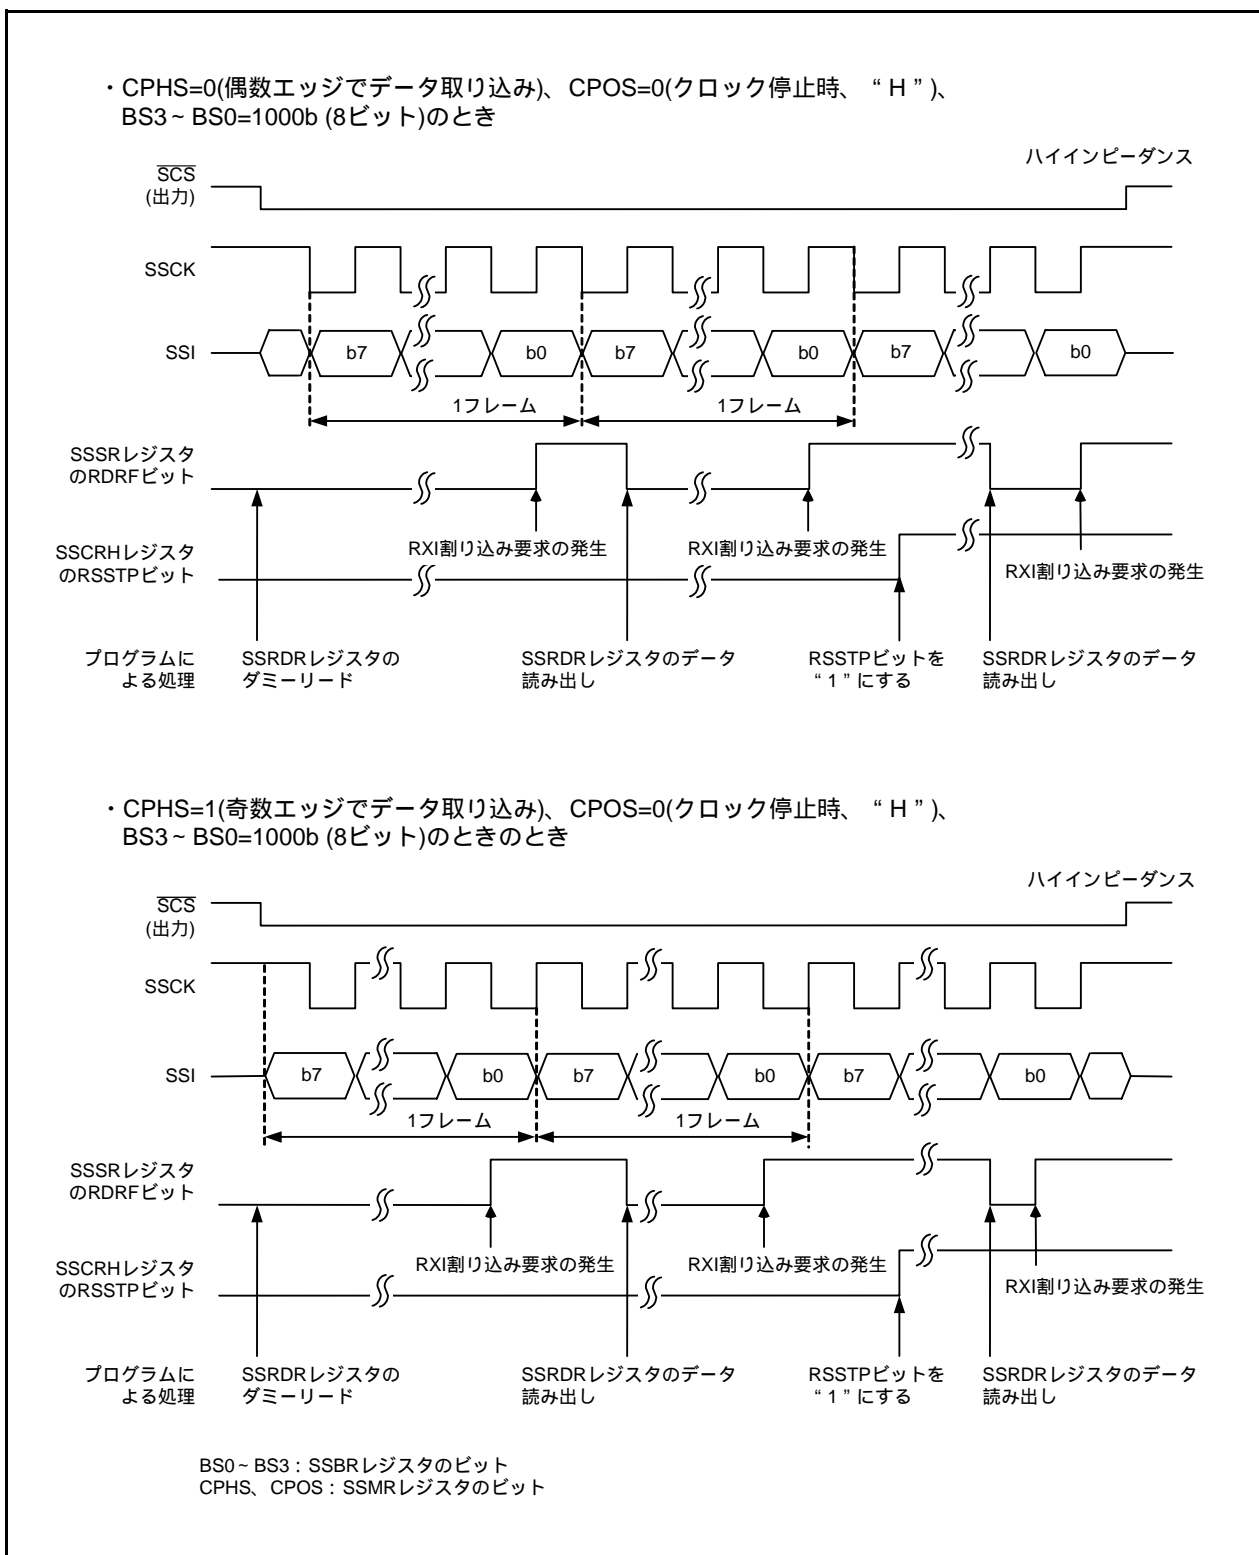 ・CPHS=0(偶数エッジでデータ取り込み)、CPOS=0(クロック停止時、“H”)、
BS3~BS0=1000b (8ビット)のとき
ハイインピーダンス
SCS
(出力)
SSCK
SSI
b7
b0
b7
b0
b7
b0
1フレーム
1フレーム
SSSRレジスタ
のRDRFビット
RXI割り込み要求の発生
RXI割り込み要求の発生
SSCRHレジスタ
のRSSTPビット
RXI割り込み要求の発生
プログラムに
よる処理
SSRDRレジスタの
ダミーリード
SSRDRレジスタのデータ
読み出し
RSSTPビットを
“1”にする
SSRDRレジスタのデータ
読み出し
・CPHS=1(奇数エッジでデータ取り込み)、CPOS=0(クロック停止時、“H”)、
BS3~BS0=1000b (8ビット)のときのとき
ハイインピーダンス
SCS
(出力)
SSCK
SSI
b7
b0
b7
b0
b7
b0
1フレーム
1フレーム
SSSRレジスタ
のRDRFビット
RXI割り込み要求の発生
RXI割り込み要求の発生
SSCRHレジスタ
のRSSTPビット
RXI割り込み要求の発生
プログラムに
よる処理
SSRDRレジスタの
ダミーリード
SSRDRレジスタのデータ
読み出し
RSSTPビットを
“1”にする
SSRDRレジスタのデータ
読み出し
BS0~BS3:SSBRレジスタのビット
CPHS、CPOS:SSMRレジスタのビット